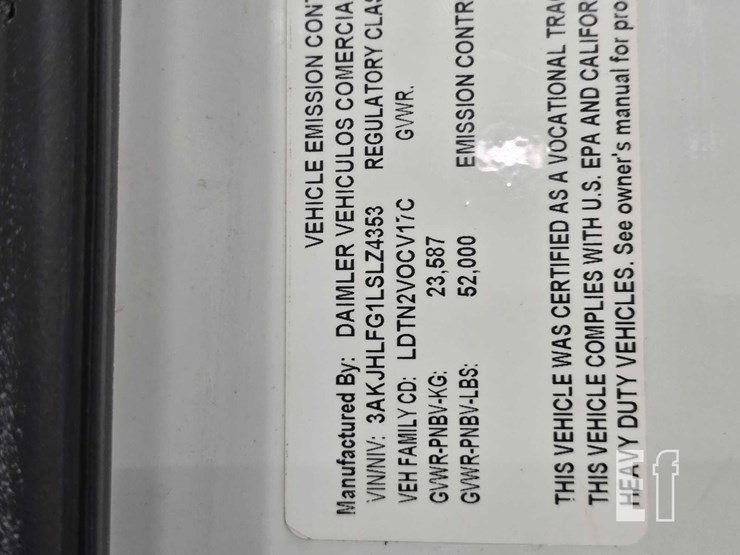 VEHICLE EMISSION CONT
Manufactured By: DAIMLER VEHICULOS COMERCIA
VIN/NIV: 3AKJHLFG1LSLZ4353 REGULATORY CLAS
VEH FAMILY CD: LDTN2VOCV17C GVWR.
GVWR-PNBV-KG: 23,587
GVWR-PNBV-LBS: 52,000 EMISSION CONTR
THIS VEHICLE WAS CERTIFIED AS A VOCATIONAL TRA
THIS VEHICLE COMPLIES WITH U.S. EPA AND CALIFOR
HEAVY DUTY VEHICLES. See owner's manual for pro
f